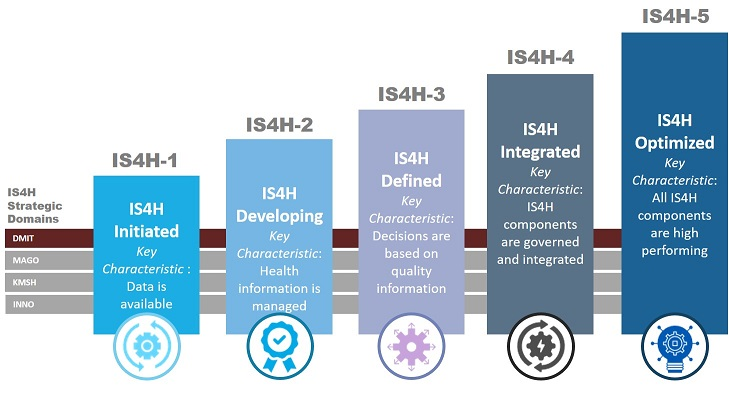 IS4H-1
IS4H-2
IS4H-3
IS4H-4
IS4H-5
IS4H
Strategic
Domains
DMIT
MAGO
KMSH
INNO
IS4H
Initiated
Key
Characteristic :
Data is
available
IS4H
Developing
Key
Characteristic:
Health
information is
managed
IS4H
Defined
Key
Characteristic:
Decisions are
based on
quality
information
IS4H
Integrated
Key
Characteristic:
IS4H
components
are governed
and integrated
IS4H
Optimized
Key
Characteristic:
All IS4H
components
are high
performing